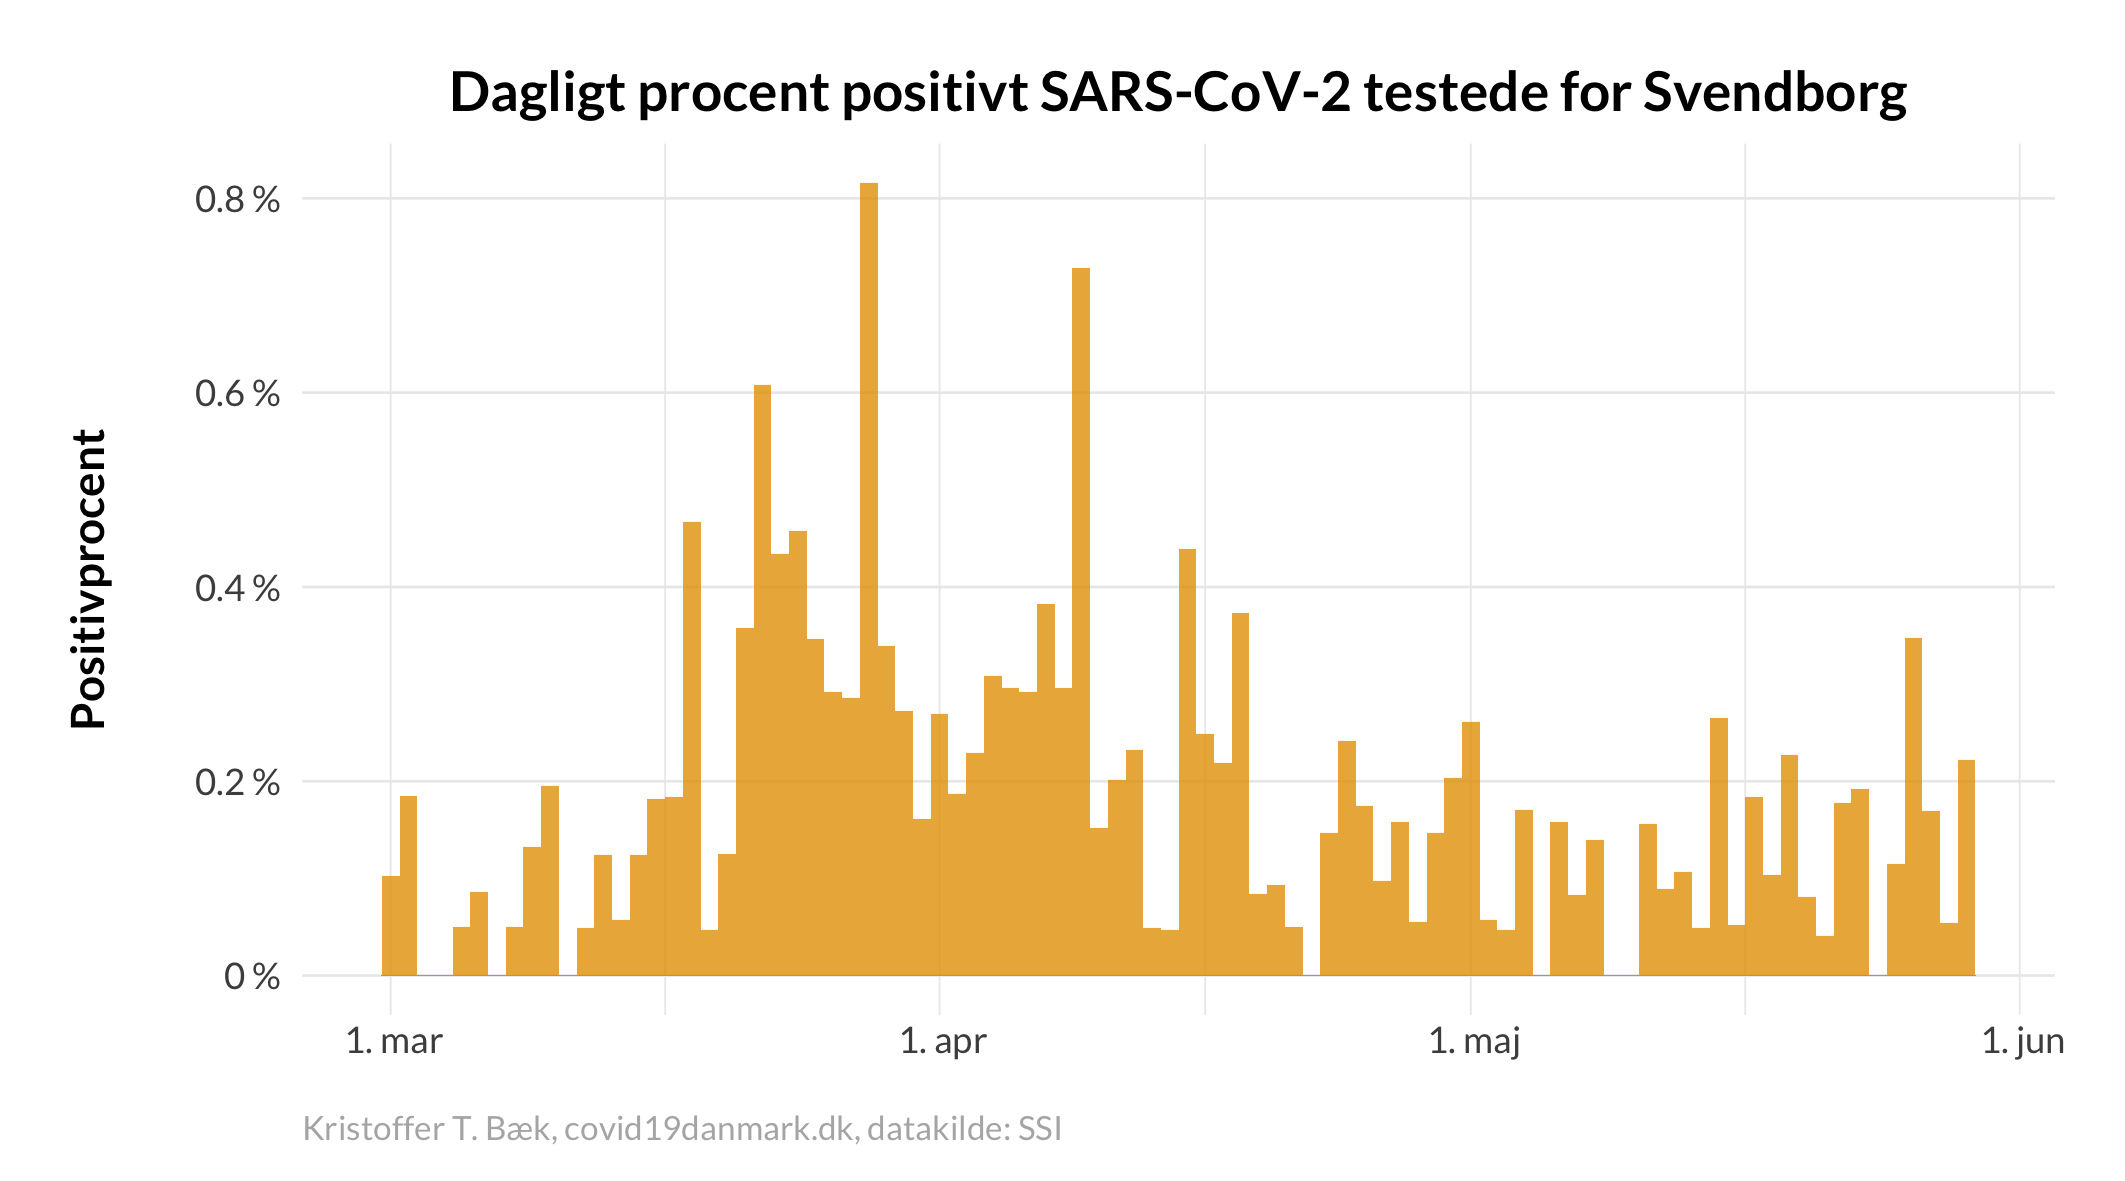 Dagligt procent positivt SARS-CoV-2 testede for Svendborg
Positivprocent
0.8 %
0.6 %
0.4 %
0.2 %
0 %
1. mar
1. apr
1. maj
1. jun
Kristoffer T. Bæk, covid19danmark.dk, datakilde: SSI